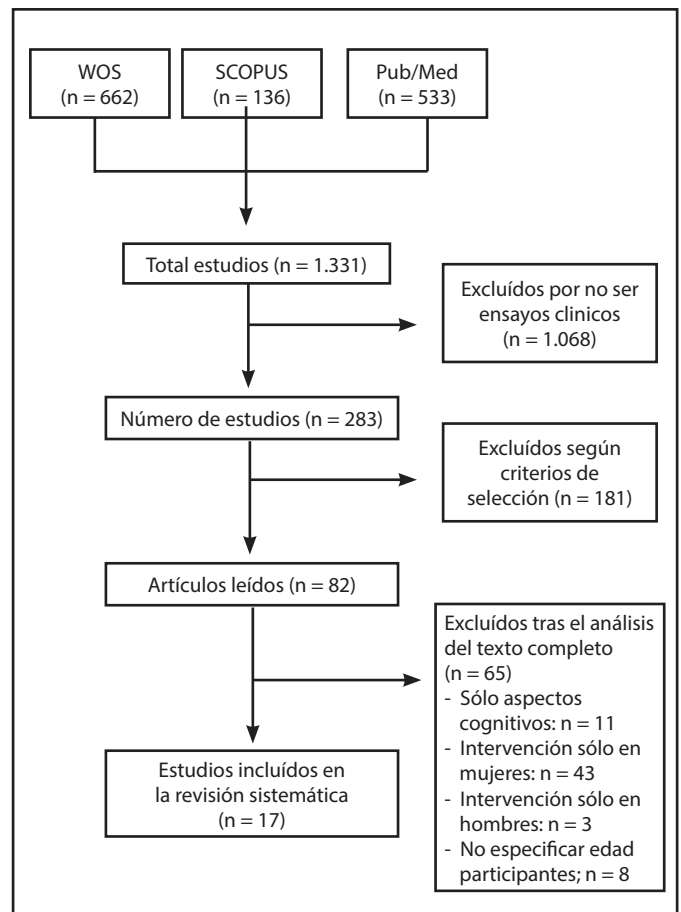 WOS
(n = 662)
SCOPUS
(n = 136)
Pub/Med
(n = 533)
Total estudios (n = 1.331)
Excluídos por no ser
ensayos clinicos
(n = 1.068)
Número de estudios (n = 283)
Excluídos según
criterios de
selección (n = 181)
Artículos leídos (n = 82)
Excluídos tras el análisis
del texto completo
(n = 65)
- Sólo aspectos
cognitivos: n = 11
- Intervención sólo en
mujeres: n = 43
- Intervención sólo en
hombres: n = 3
- No especificar edad
participantes; n = 8
Estudios incluídos en
la revisión sistemática
(n = 17)